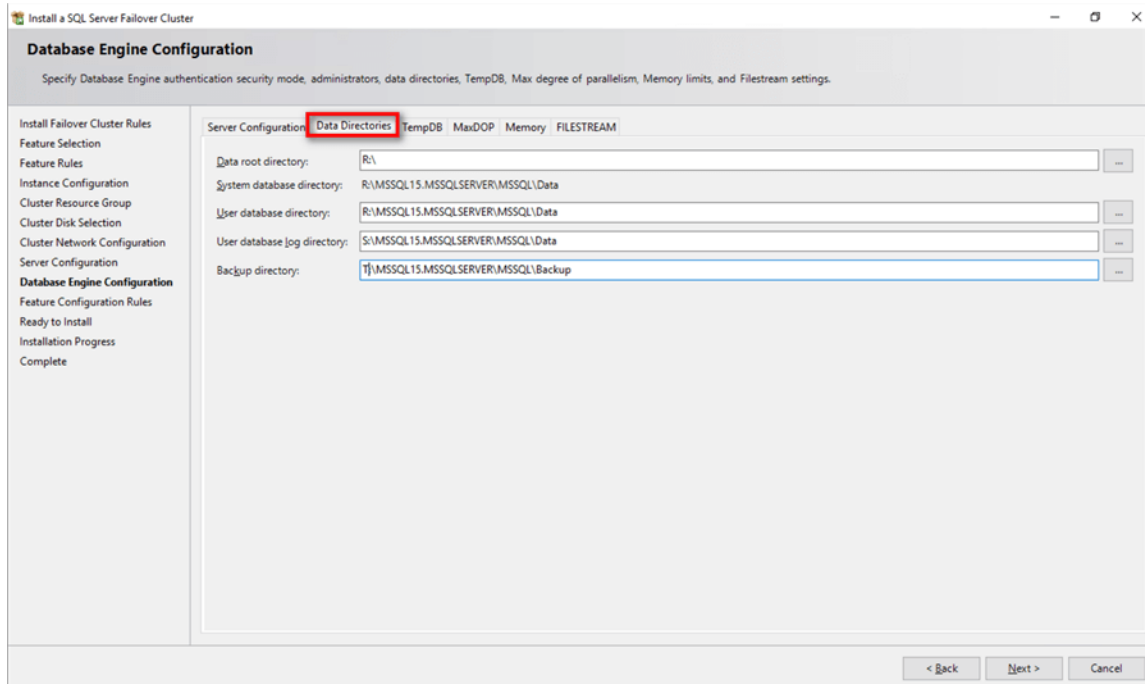 Install a SQL Server Failover Cluster
Database Engine Configuration
Specify Database Engine authentication security mode, administrators, data directories, TempDB, Max degree of parallelism, Memory limits, and Filestream settings.
Install Failover Cluster Rules
Feature Selection
Feature Rules
Instance Configuration
Cluster Resource Group
Cluster Disk Selection
Cluster Network Configuration
Server Configuration
Database Engine Configuration
Feature Configuration Rules
Ready to Install
Installation Progress
Complete
Server Configuration Data Directories TempDB MaxDOP Memory FILESTREAM
Data root directory: R:\ ...
System database directory: R:\MSSQL15.MSSQLSERVER\MSSQL\Data
User database directory: R:\MSSQL15.MSSQLSERVER\MSSQL\Data ...
User database log directory: S:\MSSQL15.MSSQLSERVER\MSSQL\Data ...
Backup directory: T:\MSSQL15.MSSQLSERVER\MSSQL\Backup ...
< Back Next > Cancel